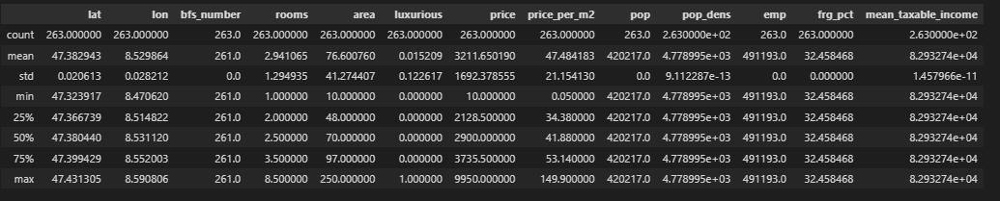 lat lon bfs_number rooms area luxurious price price_per_m2 pop pop_dens emp frg_pct mean_taxable_income
count 263.000000 263.000000 263.0 263.000000 263.000000 263.000000 263.000000 263.000000 263.0 2.630000e+02 263.0 263.000000 2.630000e+02
mean 47.382943 8.529864 261.0 2.941065 76.600760 0.015209 3211.650190 47.484183 420217.0 4.778995e+03 491193.0 32.458468 8.293274e+04
std 0.020613 0.028212 0.0 1.294935 41.274407 0.122617 1692.378555 21.154130 0.0 9.112287e-13 0.0 0.000000 1.457966e-11
min 47.323917 8.470620 261.0 1.000000 10.000000 0.000000 10.000000 0.050000 420217.0 4.778995e+03 491193.0 32.458468 8.293274e+04
25% 47.366739 8.514822 261.0 2.000000 48.000000 0.000000 2128.500000 34.380000 420217.0 4.778995e+03 491193.0 32.458468 8.293274e+04
50% 47.380440 8.531120 261.0 2.500000 70.000000 0.000000 2900.000000 41.880000 420217.0 4.778995e+03 491193.0 32.458468 8.293274e+04
75% 47.399429 8.552003 261.0 3.500000 97.000000 0.000000 3735.500000 53.140000 420217.0 4.778995e+03 491193.0 32.458468 8.293274e+04
max 47.431305 8.590806 261.0 8.500000 250.000000 1.000000 9950.000000 149.900000 420217.0 4.778995e+03 491193.0 32.458468 8.293274e+04